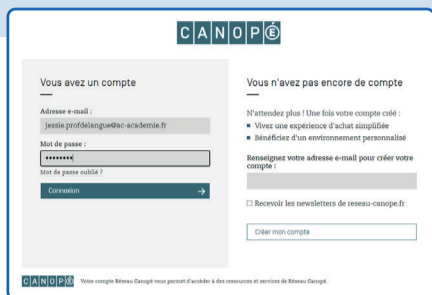 CANOPÉ
Vous avez un compte
Adresse e-mail :
jessie.profdelangue@ac-academie.fr
Mot de passe :
••••••••
Mot de passe oublié ?
Connexion →
Vous n'avez pas encore de compte
N'attendez plus ! Une fois votre compte créé :
▪ Vivez une expérience d'achat simplifiée
▪ Bénéficiez d'un environnement personnalisé
Renseignez votre adresse e-mail pour créer votre
compte :
Recevoir les newsletters de reseau-canope.fr
Créer mon compte
CANOPÉ Votre compte Réseau Canopé vous permet d'accéder à des ressources et services de Réseau Canopé.